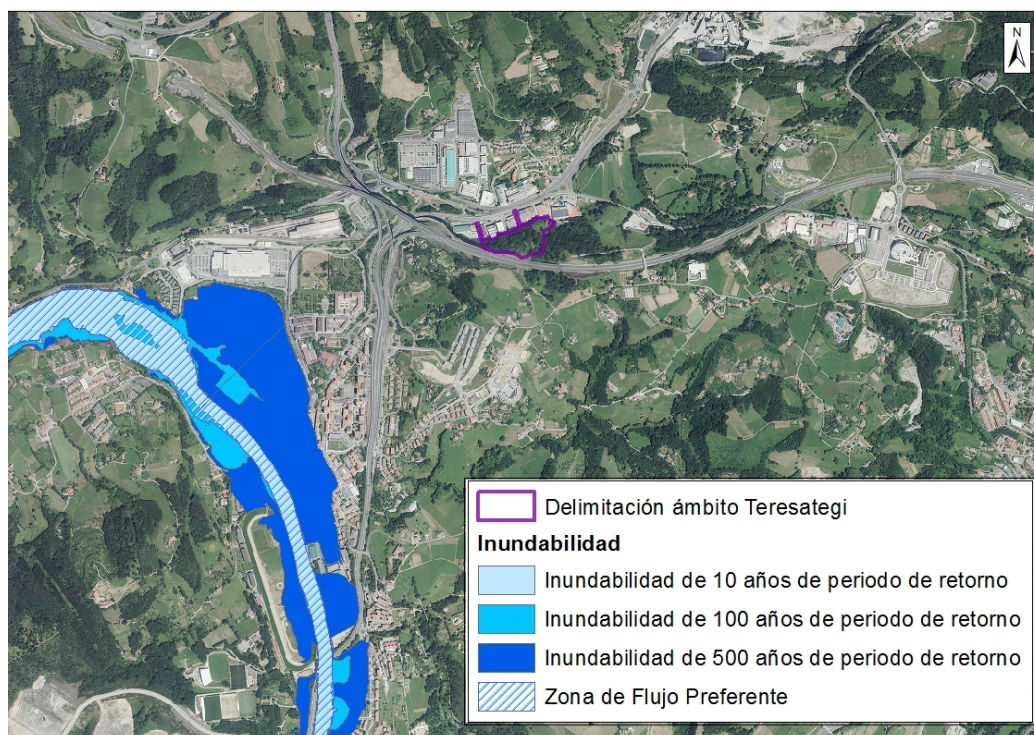 N
Delimitación ámbito Teresategi
Inundabilidad
Inundabilidad de 10 años de periodo de retorno
Inundabilidad de 100 años de periodo de retorno
Inundabilidad de 500 años de periodo de retorno
Zona de Flujo Preferente